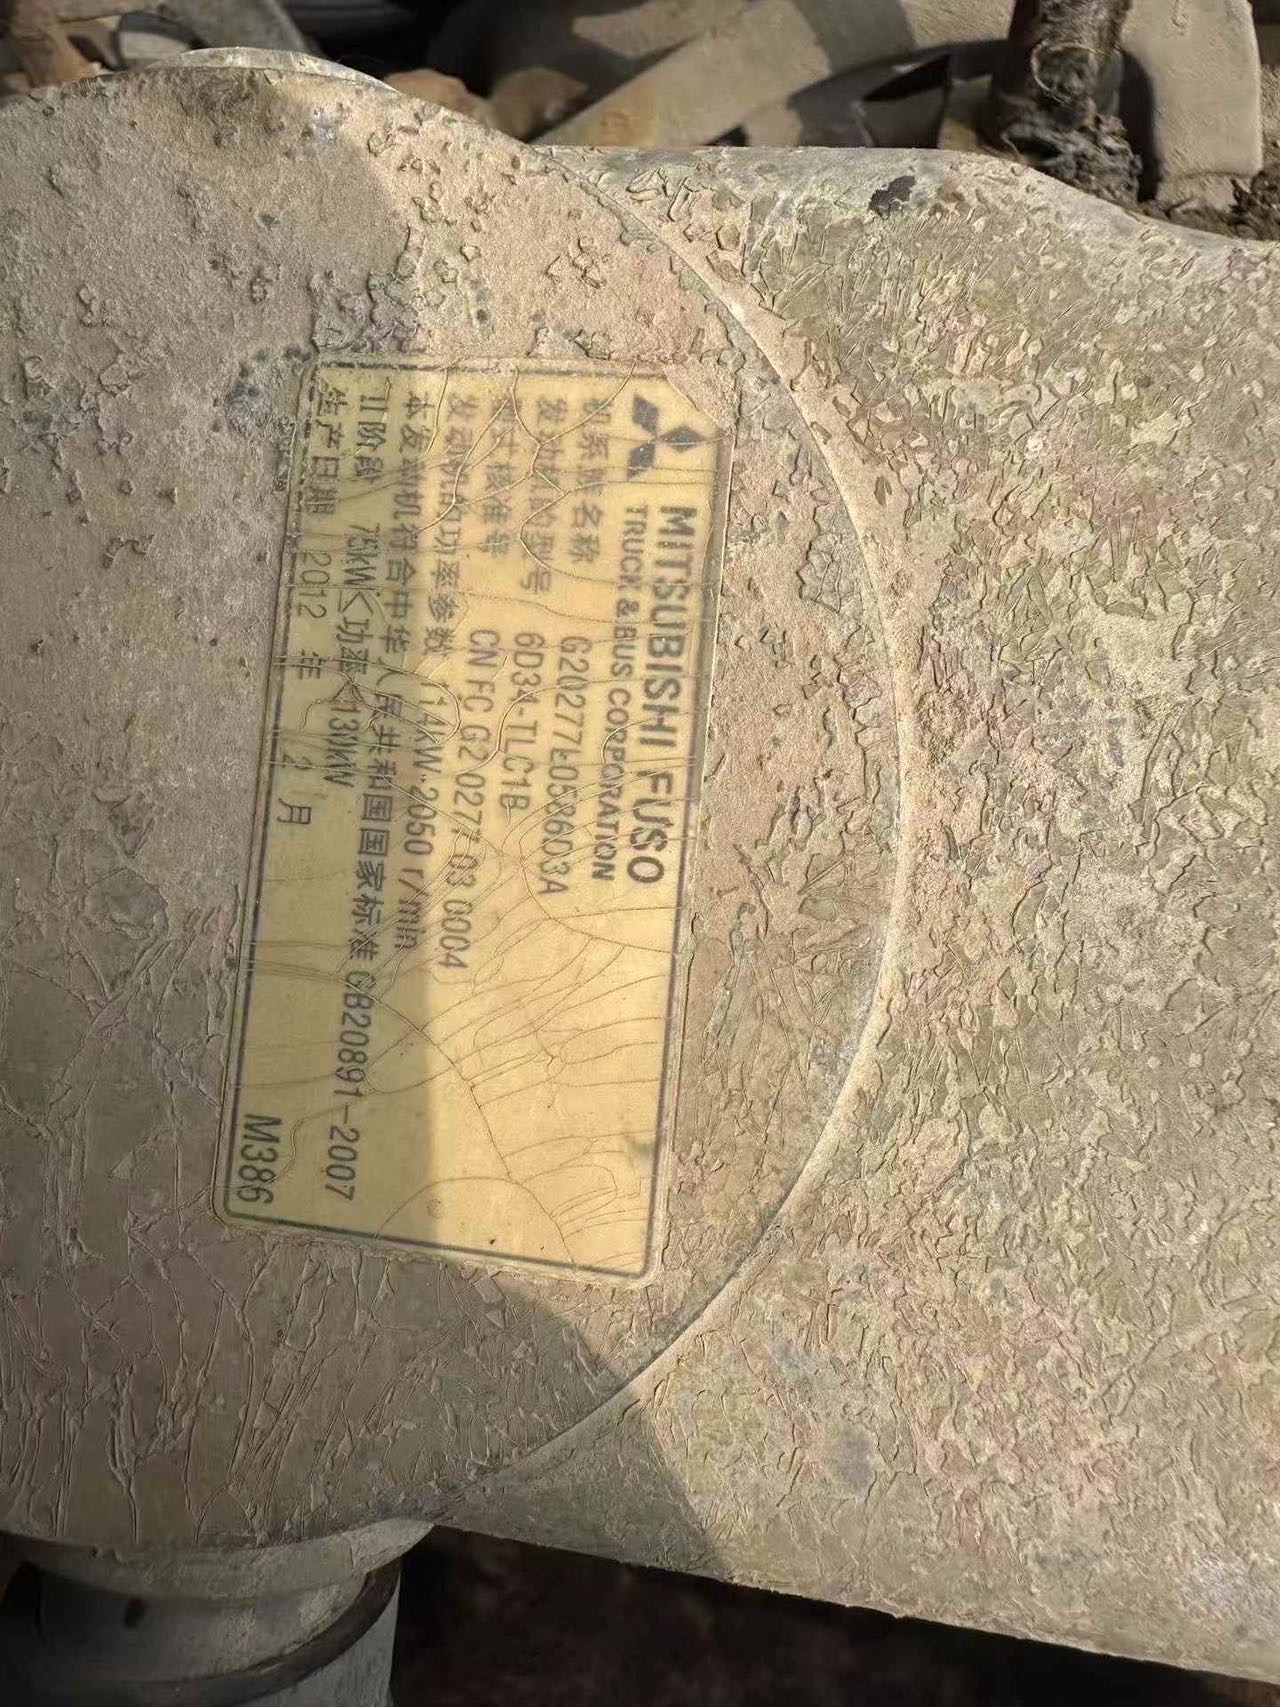 MITSUBISHI FUSO
TRUCK & BUS CORPORATION
机系族名称 G20277L0586D3A
发动机的型号 6D34-TLC1B
型式核准号 CN FC G2 0277 03 0004
发动机的功率参数 114kW·2050 r/min
本发动机符合中华人民共和国国家标准 GB20891-2007
II阶段 75kW≤功率<130kW
生产日期 2012 年 2 月
M386